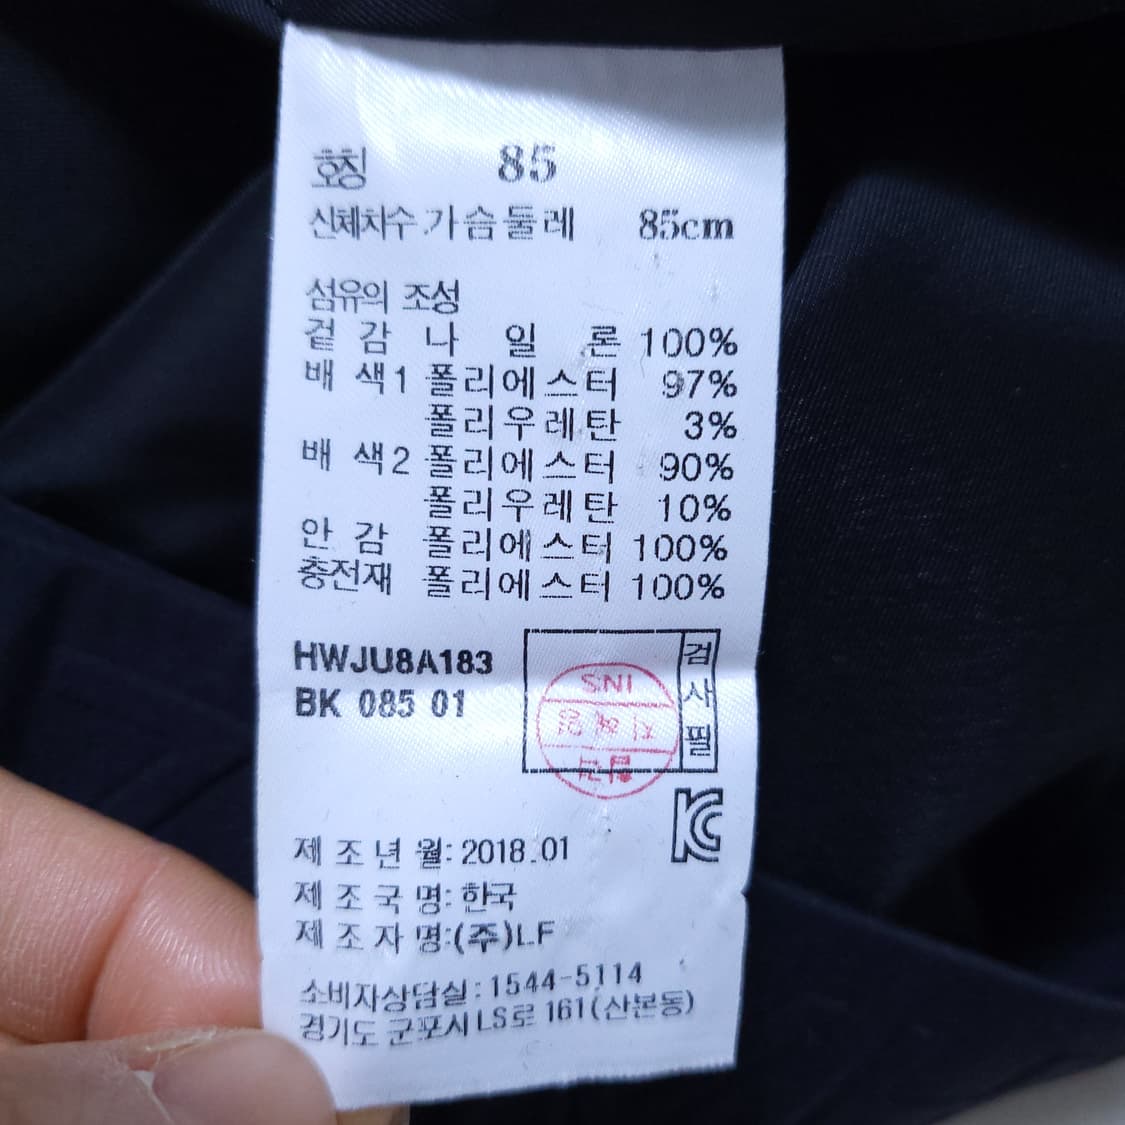 호칭 85
신체치수 가슴둘레 85cm
섬유의 조성
겉감 나일론 100%
배색1 폴리에스터 97%
폴리우레탄 3%
배색2 폴리에스터 90%
폴리우레탄 10%
안감 폴리에스터 100%
충전재 폴리에스터 100%
HWJU8A183
BK 085 01
검사필
INS
KC
제조년월: 2018.01
제조국명: 한국
제조자명:(주)LF
소비자상담실: 1544-5114
경기도 군포시 LS로 161(산본동)